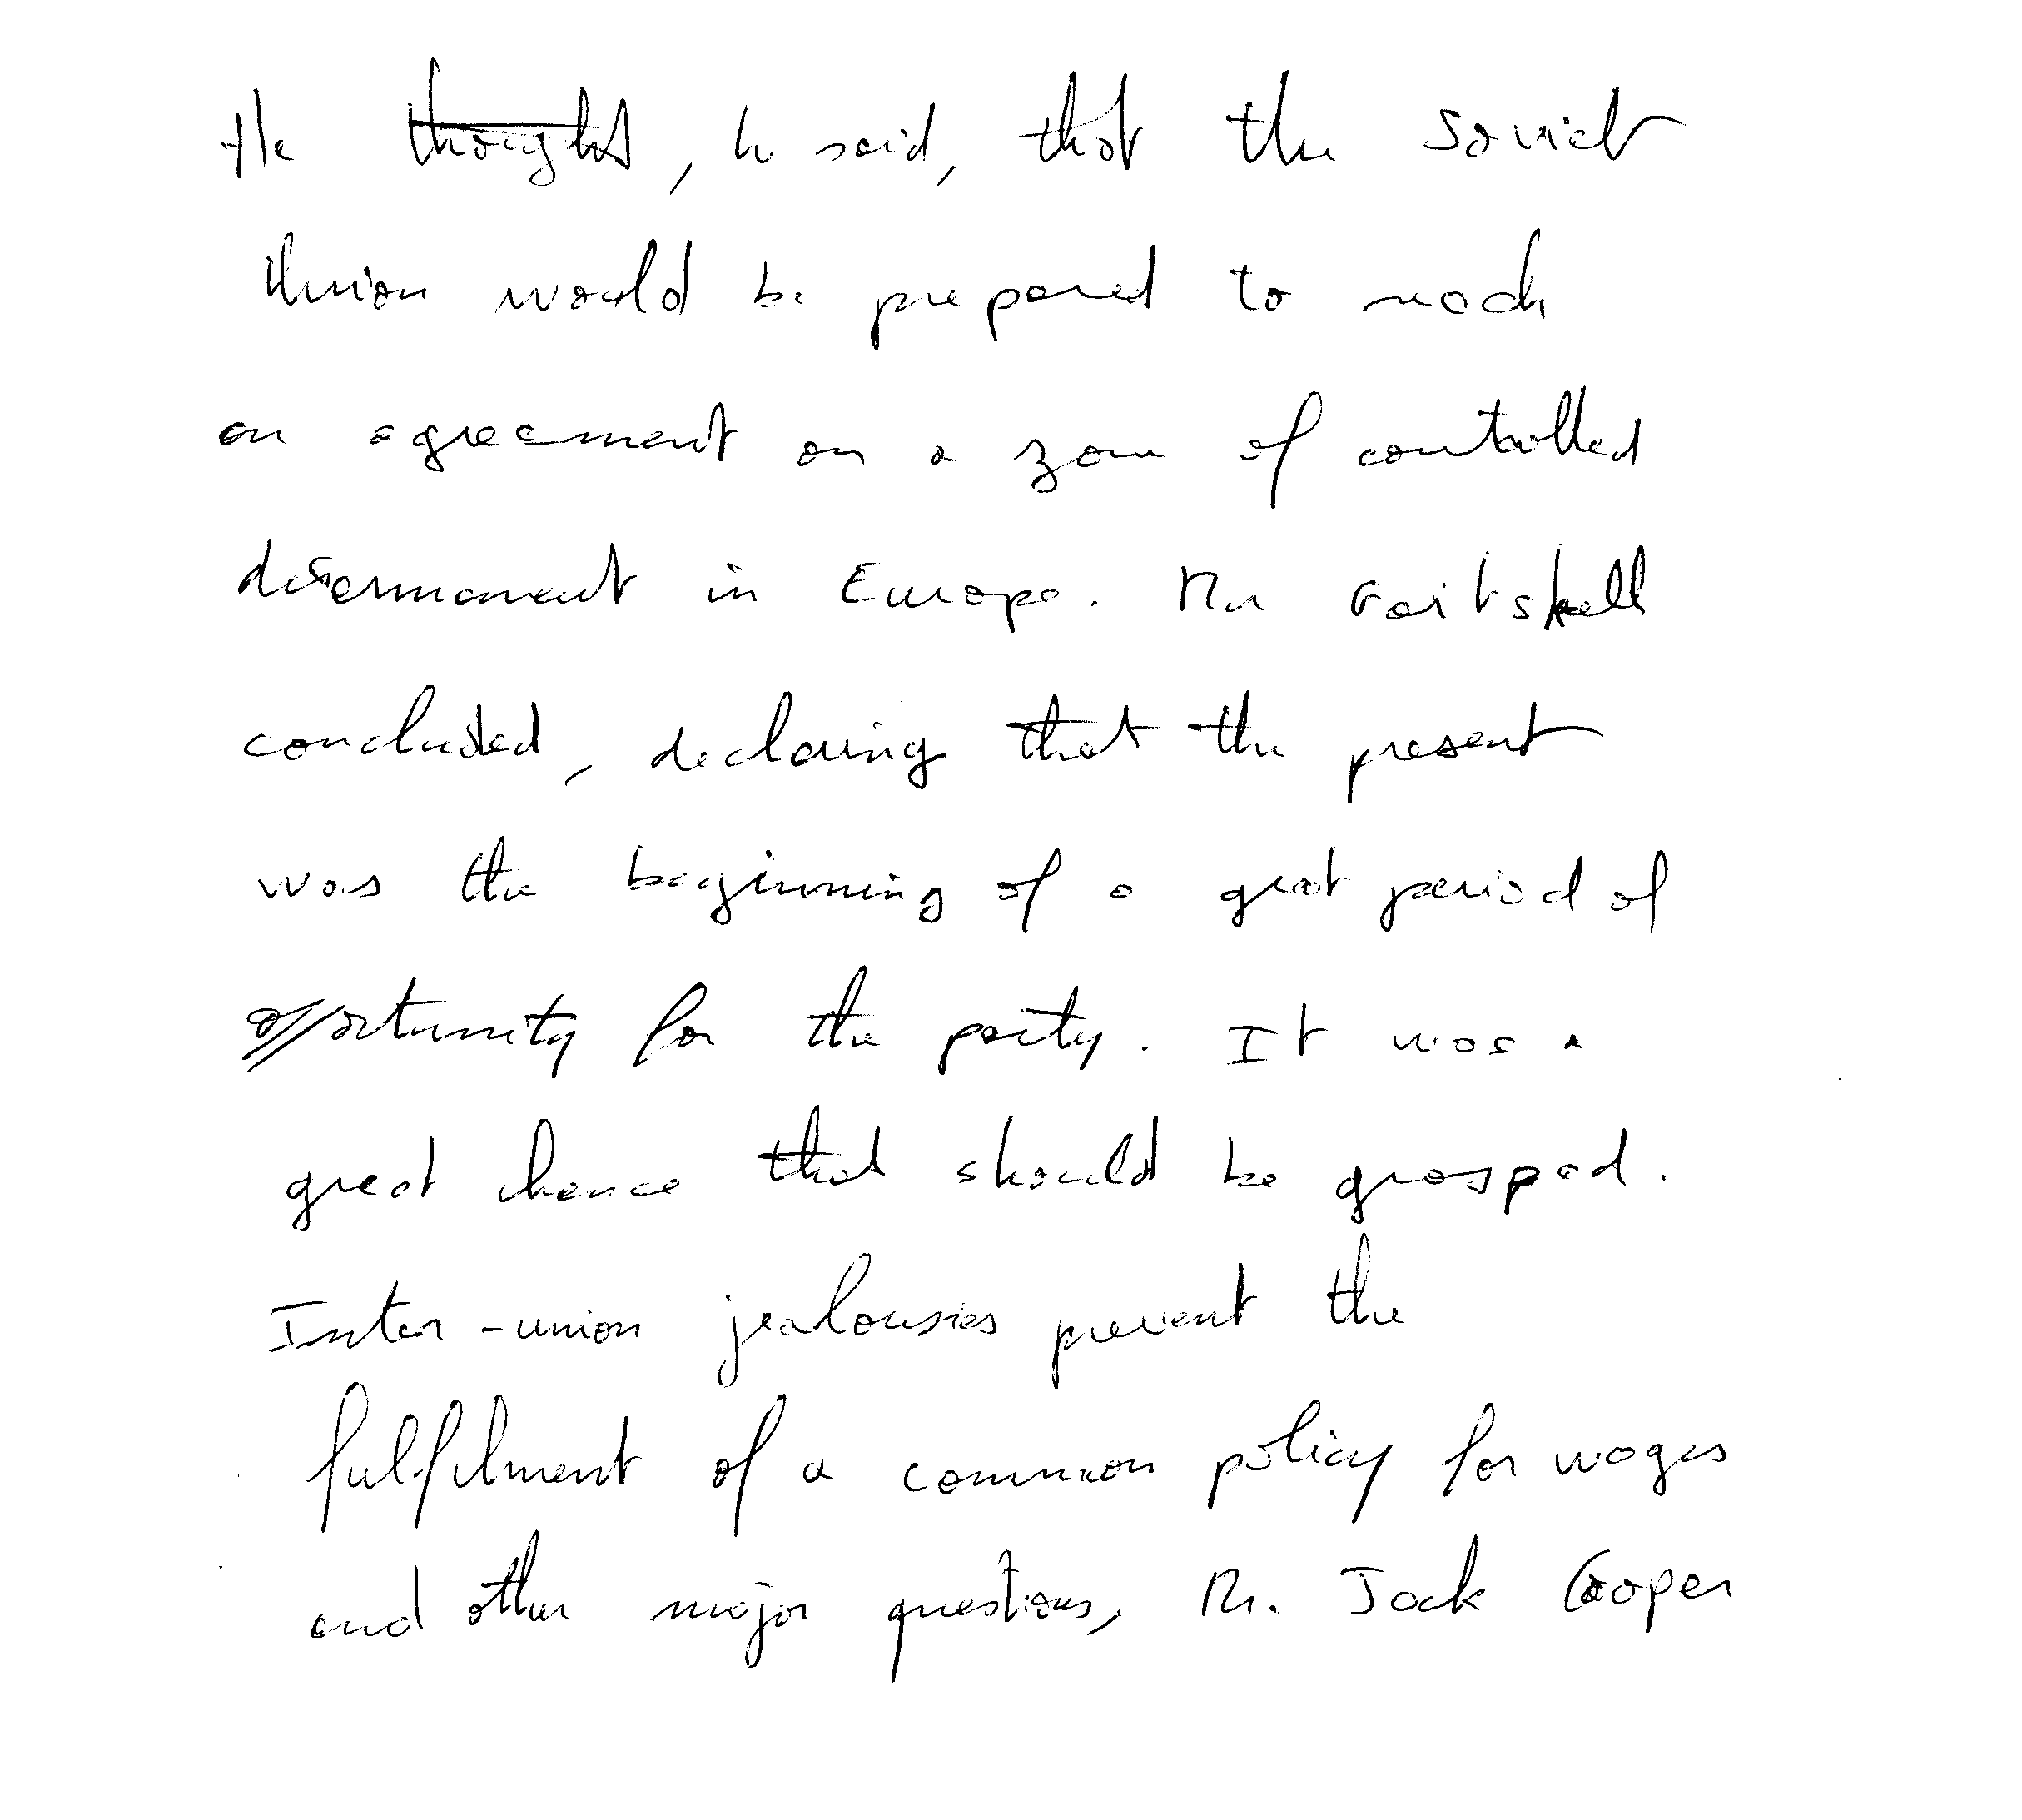 He thought, he said, that the Soviet
Union would be prepared to reach
an agreement on a zone of controlled
disarmament in Europe. Mr Gaitskell
concluded, declaring that the present
was the beginning of a great period of
opportunity for the party. It was a
great chance that should be grasped.
Inter-union jealousies prevent the
fulfilment of a common policy for wages
and other major questions, Mr. Jack Cooper